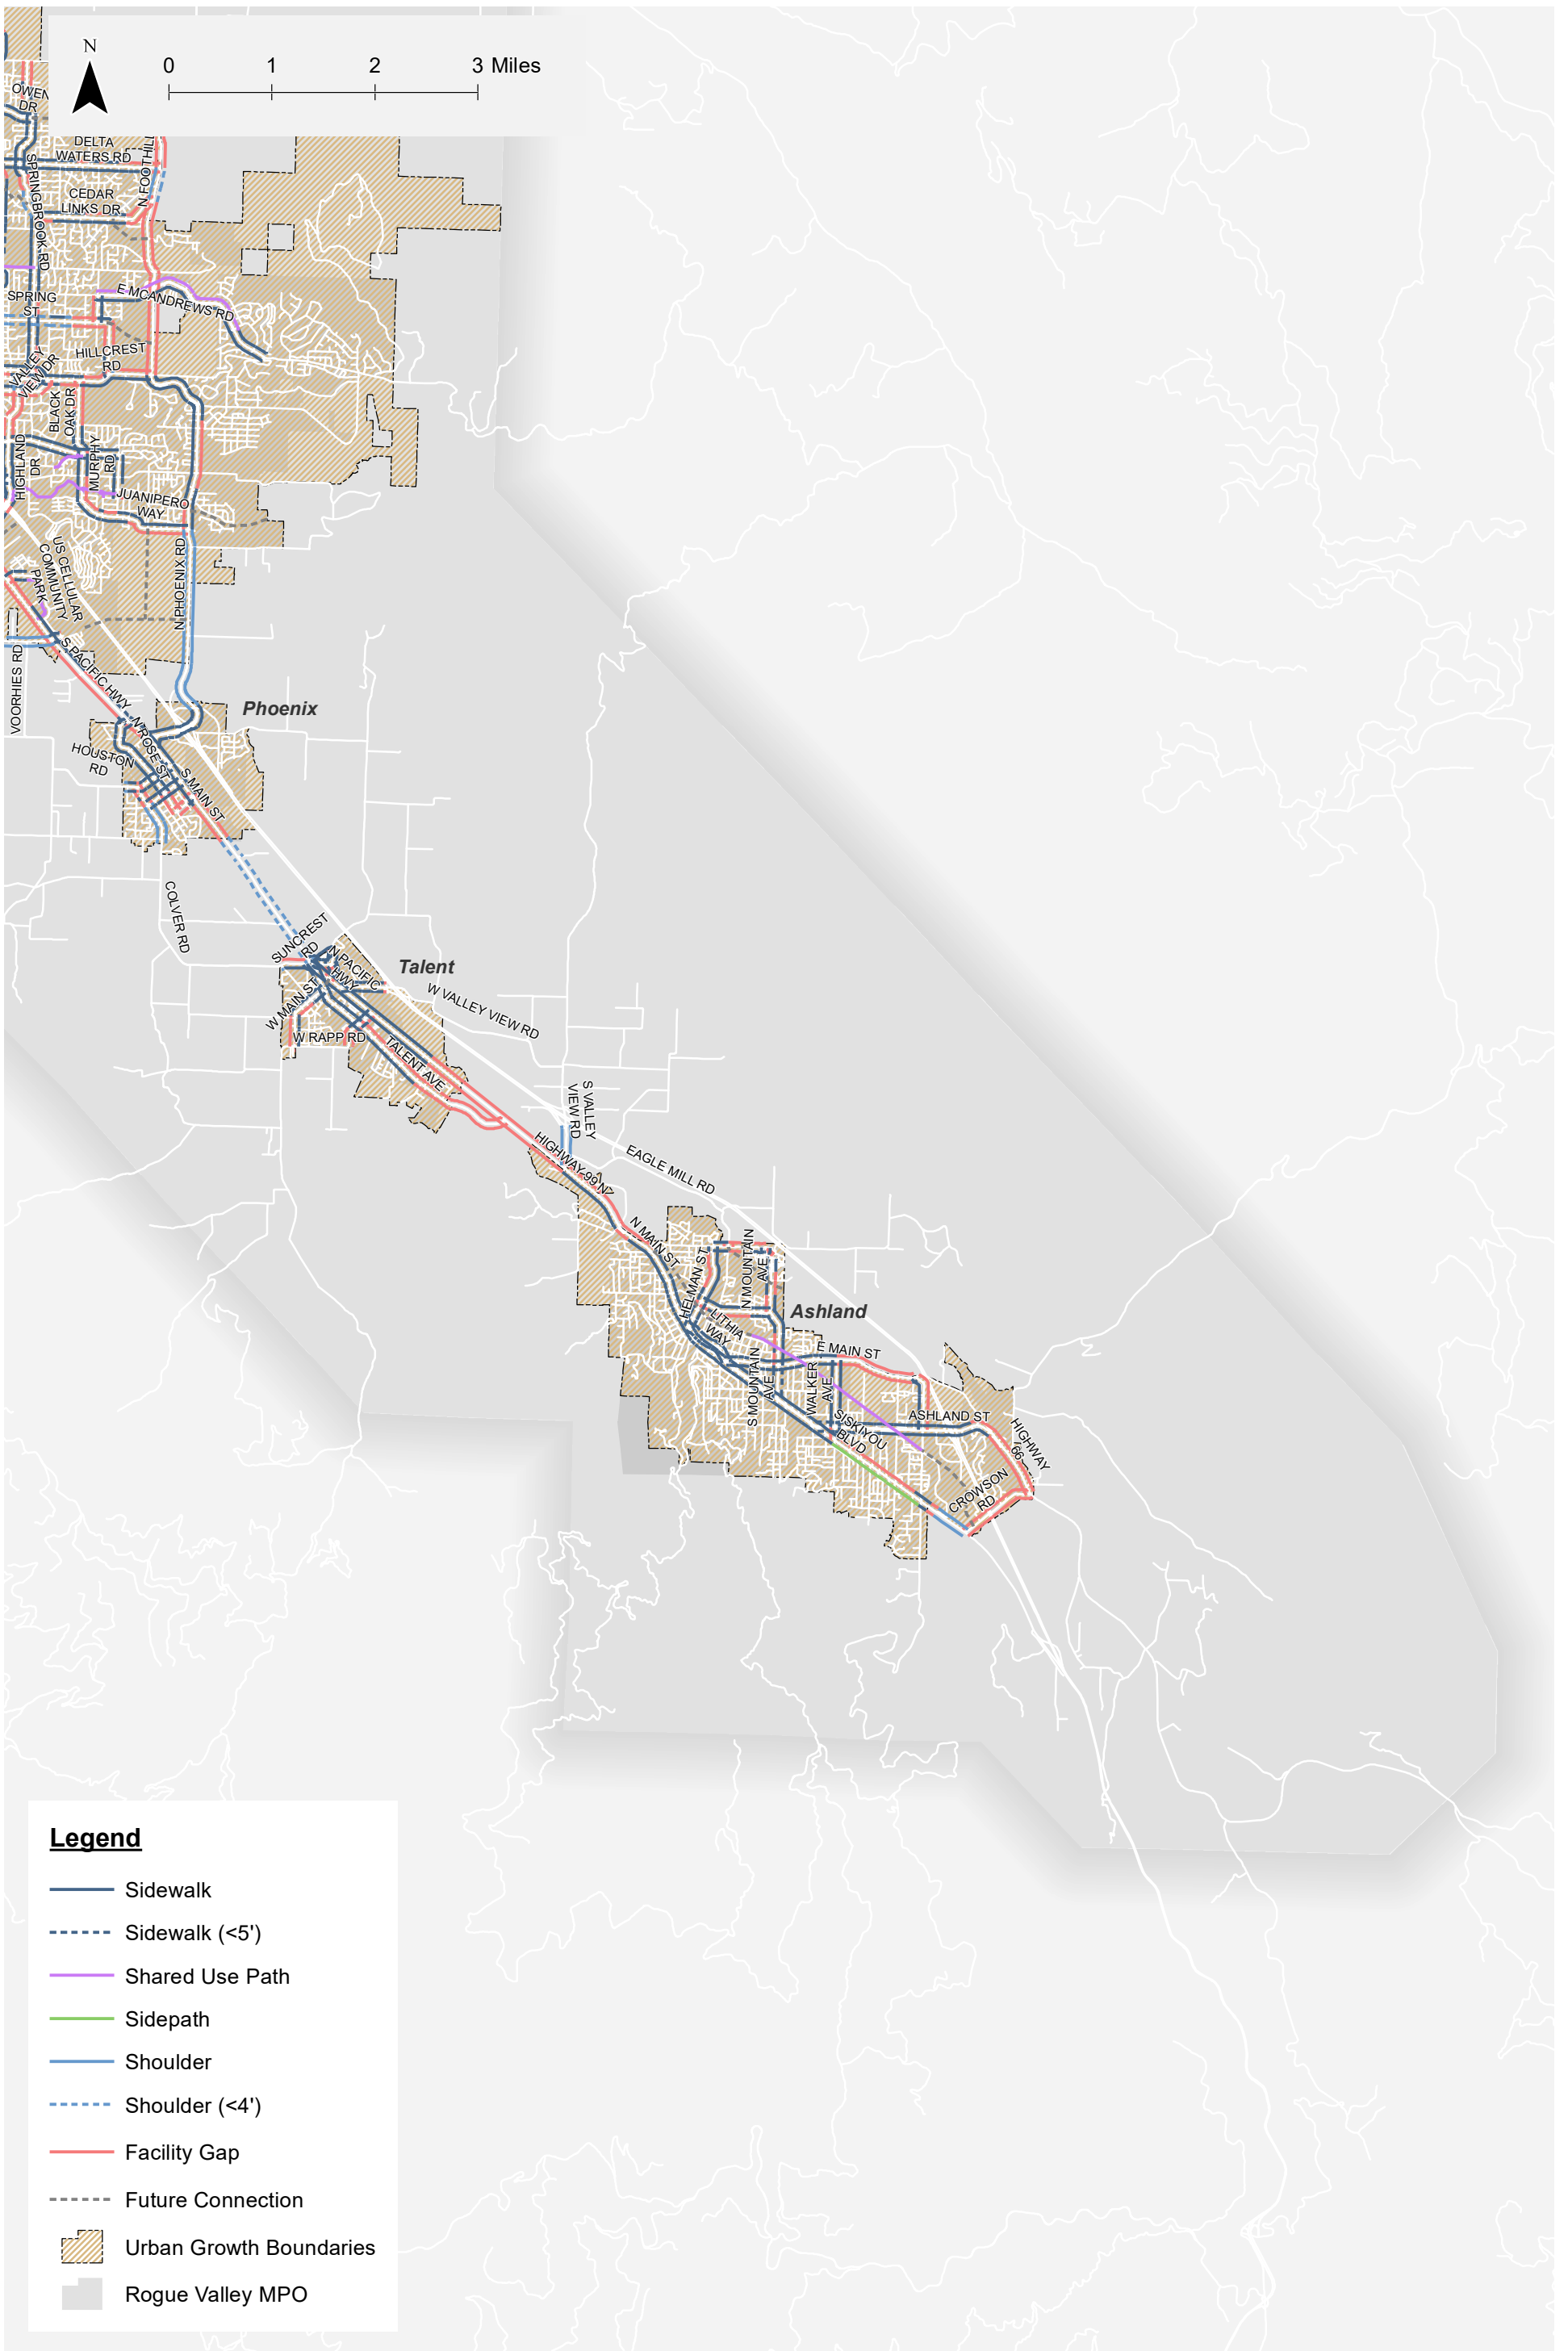 N
0 1 2 3 Miles
OWEN
DR
DELTA
WATERS RD
N FOOTHILL
SPRINGBROOK RD
CEDAR
LINKS DR
SPRING
ST
E MCANDREWS RD
HILLCREST
RD
VALLEY
VIEW DR
BLACK
OAK DR
HIGHLAND
DR
MURPHY
RD
JUANIPERO
WAY
US CELLULAR
COMMUNITY
PARK
N PHOENIX RD
VOORHIES RD
S PACIFIC HWY
Phoenix
N ROSE ST
HOUSTON
RD
S MAIN ST
COLVER RD
SUNCREST
RD
N PACIFIC
HWY
Talent
W MAIN ST
W VALLEY VIEW RD
W RAPP RD
TALENT AVE
S VALLEY
VIEW RD
HIGHWAY 99 N
EAGLE MILL RD
N MAIN ST
HELMAN ST
N MOUNTAIN
AVE
Ashland
LITHIA
WAY
E MAIN ST
S MOUNTAIN
AVE
WALKER
AVE
SISKIYOU
BLVD
ASHLAND ST
HIGHWAY
66
CROWSON
RD
Legend
Sidewalk
Sidewalk (<5')
Shared Use Path
Sidepath
Shoulder
Shoulder (<4')
Facility Gap
Future Connection
Urban Growth Boundaries
Rogue Valley MPO